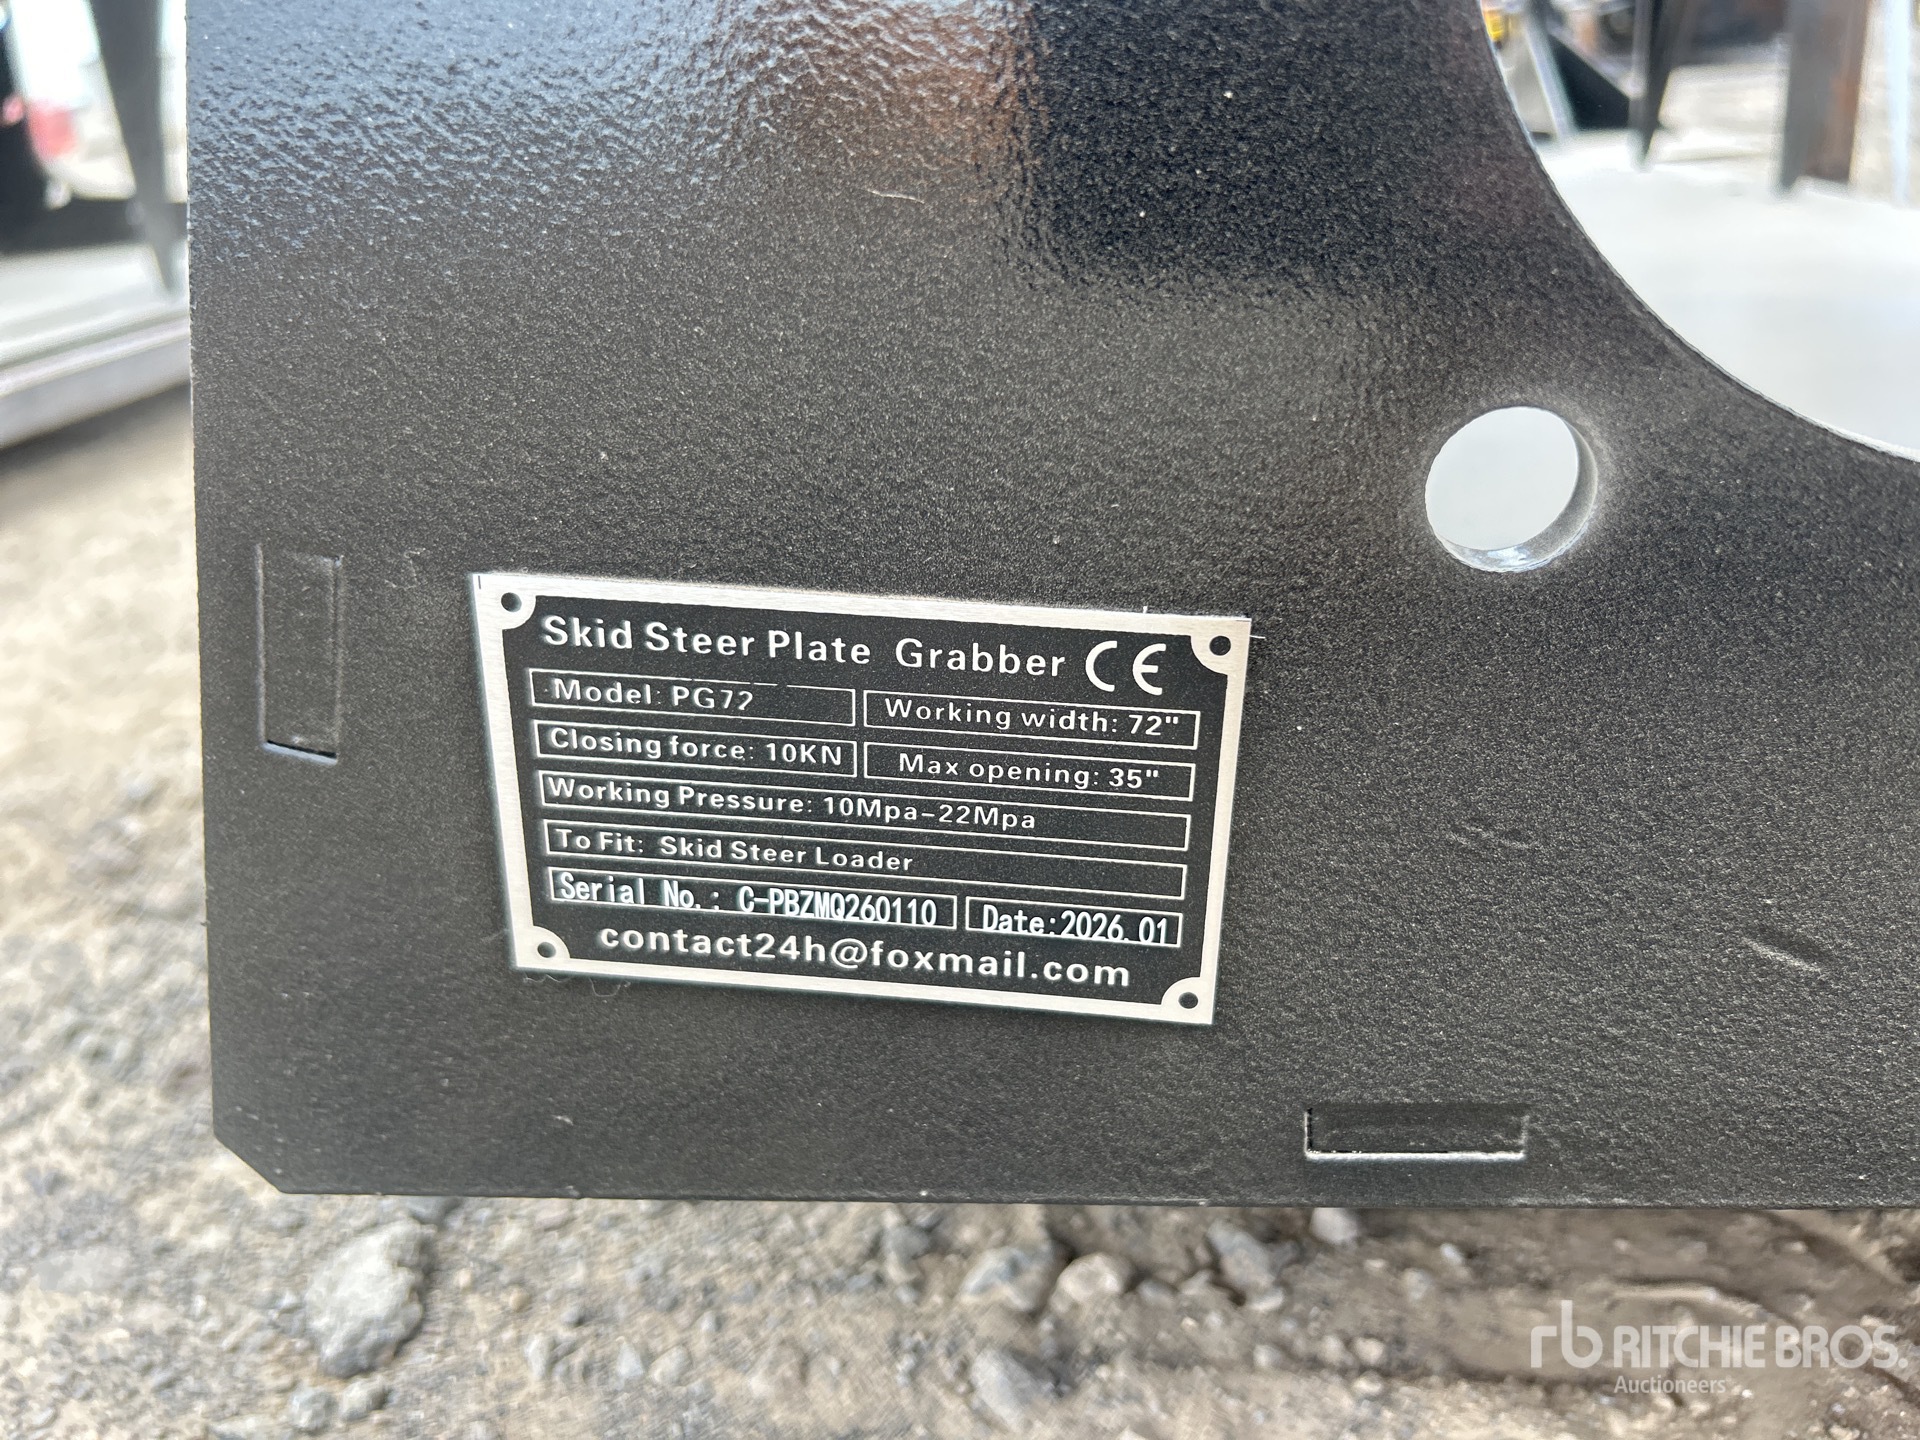 Skid Steer Plate Grabber CE
Model: PG72
Working width: 72"
Closing force: 10KN
Max opening: 35"
Working Pressure: 10Mpa-22Mpa
To Fit: Skid Steer Loader
Serial No.: C-PBZMQ260110
Date:2026.01
contact24h@foxmail.com
rb RITCHIE BROS.
Auctioneers